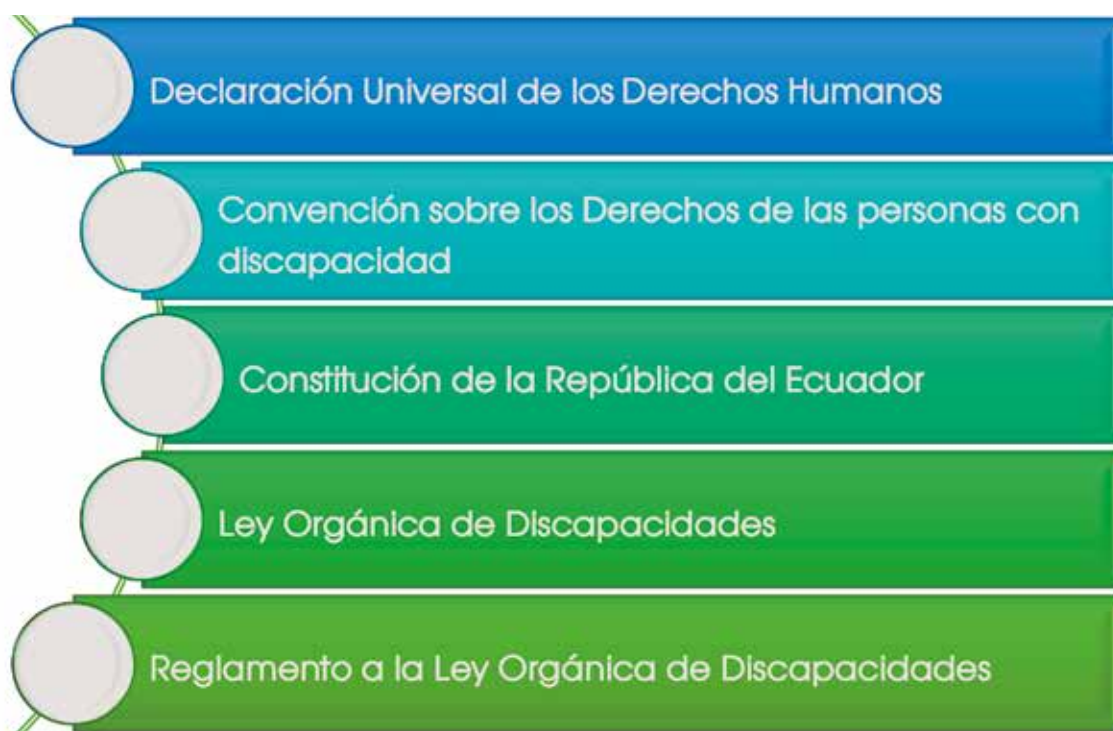 Declaración Universal de los Derechos Humanos
Convención sobre los Derechos de las personas con
discapacidad
Constitución de la República del Ecuador
Ley Orgánica de Discapacidades
Reglamento a la Ley Orgánica de Discapacidades